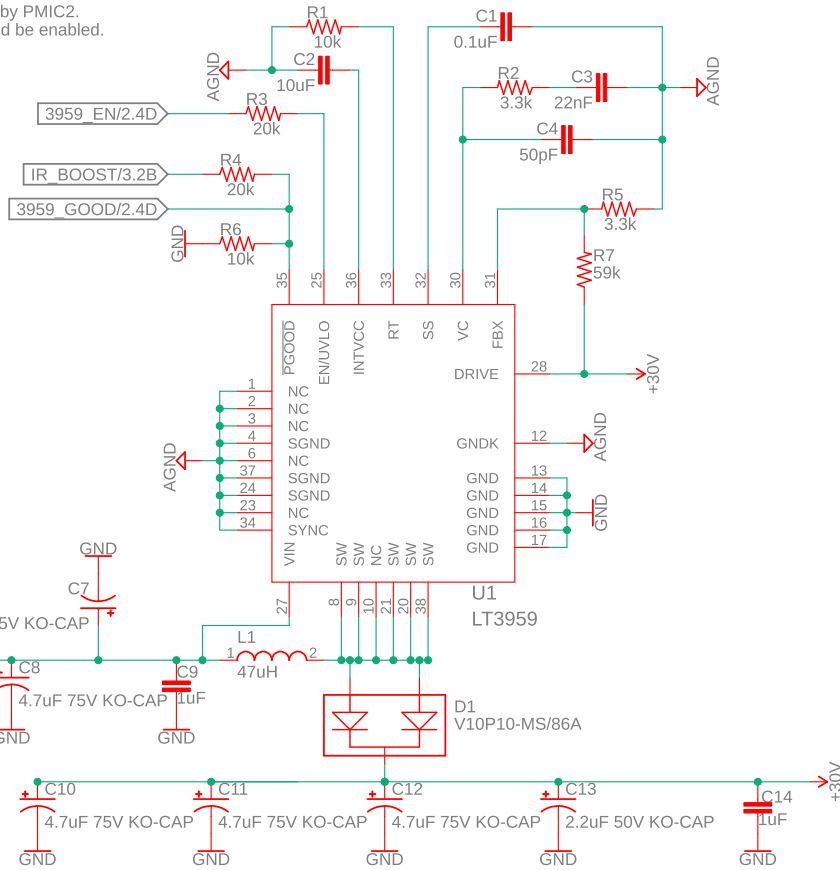 by PMIC2.
d be enabled.
R1
10k
C1
0.1uF
AGND
C2
10uF
R2
3.3k
C3
22nF
AGND
3959_EN/2.4D
R3
20k
C4
50pF
IR_BOOST/3.2B
R4
20k
3959_GOOD/2.4D
R5
3.3k
GND
R6
10k
R7
59k
35
25
36
33
32
30
31
PGOOD
EN/UVLO
INTVCC
RT
SS
VC
FBX
DRIVE
28
+30V
1
NC
2
NC
3
NC
4
SGND
AGND
6
NC
37
SGND
24
SGND
23
NC
34
SYNC
GNDK
12
AGND
GND
13
GND
14
GND
15
GND
GND
16
GND
17
VIN
SW
SW
NC
SW
SW
SW
27
8
9
10
21
20
38
U1
LT3959
GND
C7
5V KO-CAP
L1
1
2
47uH
C8
4.7uF 75V KO-CAP
GND
C9
1uF
GND
D1
V10P10-MS/86A
C10
4.7uF 75V KO-CAP
GND
C11
4.7uF 75V KO-CAP
GND
C12
4.7uF 75V KO-CAP
GND
C13
2.2uF 50V KO-CAP
GND
C14
1uF
GND
+30V